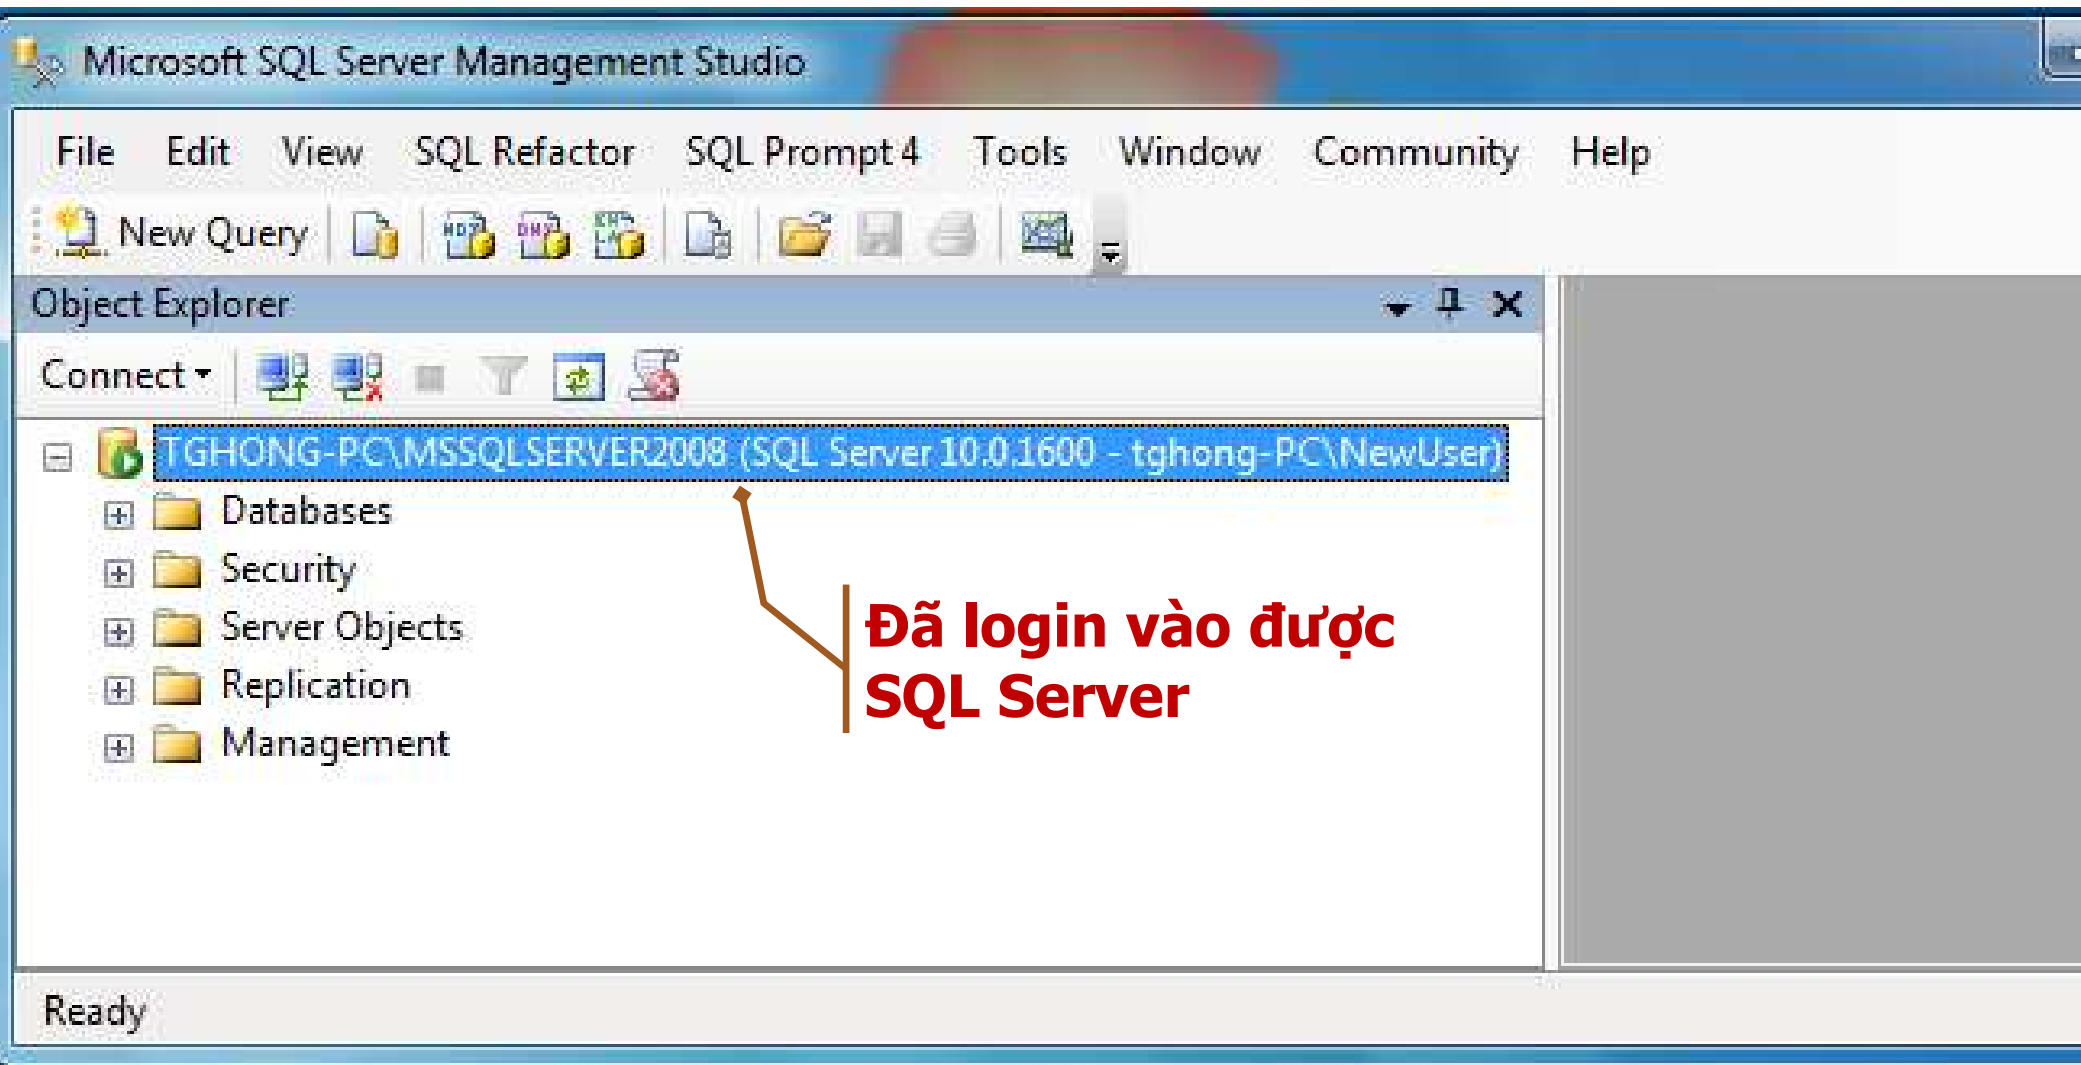 Microsoft SQL Server Management Studio
File Edit View SQL Refactor SQL Prompt 4 Tools Window Community Help
New Query
Object Explorer
Connect
TGHONG-PC\MSSQLSERVER2008 (SQL Server 10.0.1600 - tghong-PC\NewUser)
Databases
Security
Server Objects
Replication
Management
Đã login vào được
SQL Server
Ready